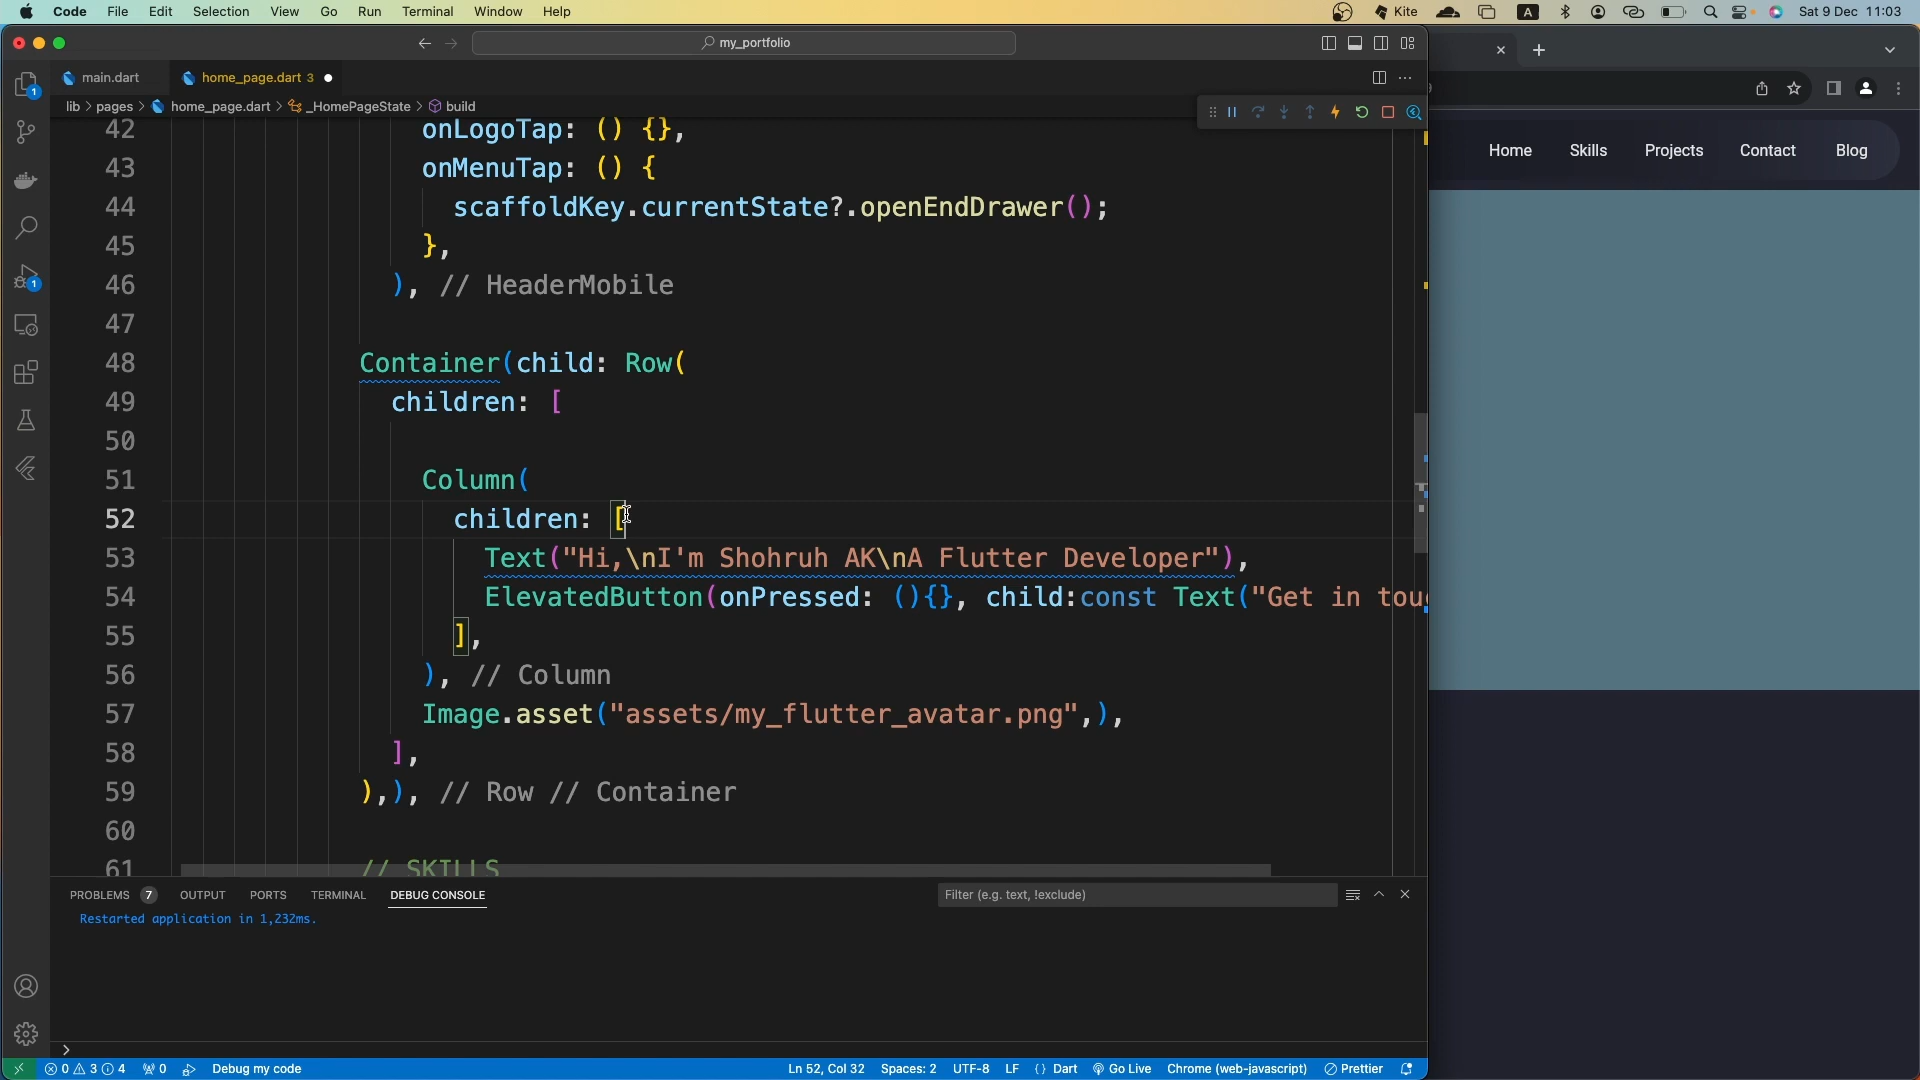 Code File Edit Selection View Go Run Terminal Window Help Kite A Sat 9 Dec 11:03
my_portfolio
main.dart home_page.dart 3
lib > pages > home_page.dart > _HomePageState > build
42 onLogoTap: () {},
43 onMenuTap: () {
44 scaffoldKey.currentState?.openEndDrawer();
45 },
46 ), // HeaderMobile
47
48 Container(child: Row(
49 children: [
50
51 Column(
52 children: [
53 Text("Hi,\nI'm Shohruh AK\nA Flutter Developer"),
54 ElevatedButton(onPressed: (){}, child:const Text("Get in tou
55 ],
56 ), // Column
57 Image.asset("assets/my_flutter_avatar.png",),
58 ],
59 ),), // Row // Container
60
61 // SKILLS
Home Skills Projects Contact Blog
PROBLEMS 7 OUTPUT PORTS TERMINAL DEBUG CONSOLE Filter (e.g. text, !exclude)
Restarted application in 1,232ms.
>
0 3 4 0 Debug my code Ln 52, Col 32 Spaces: 2 UTF-8 LF {} Dart Go Live Chrome (web-javascript) Prettier